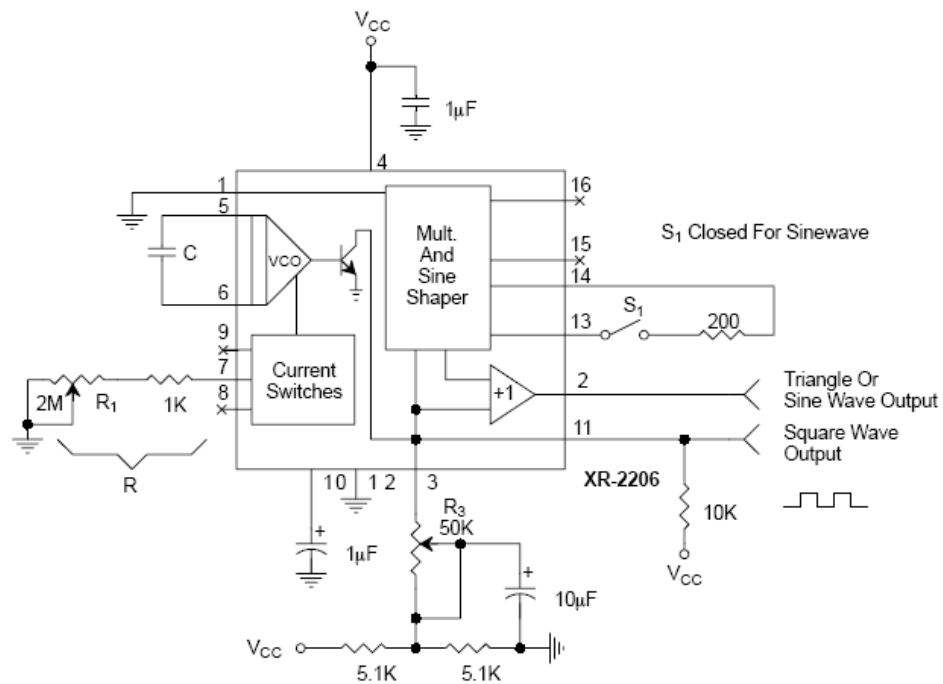 VCC
1µF
4
1
16
5
15
S1 Closed For Sinewave
Mult.
And
Sine
Shaper
C
VCO
14
6
S1
13
200
9
Current
Switches
7
2M
R1
1K
8
+1
2
Triangle Or
Sine Wave Output
11
Square Wave
Output
R
10
1 2
3
XR-2206
R3
50K
10K
+
1µF
+
10µF
VCC
VCC
5.1K
5.1K